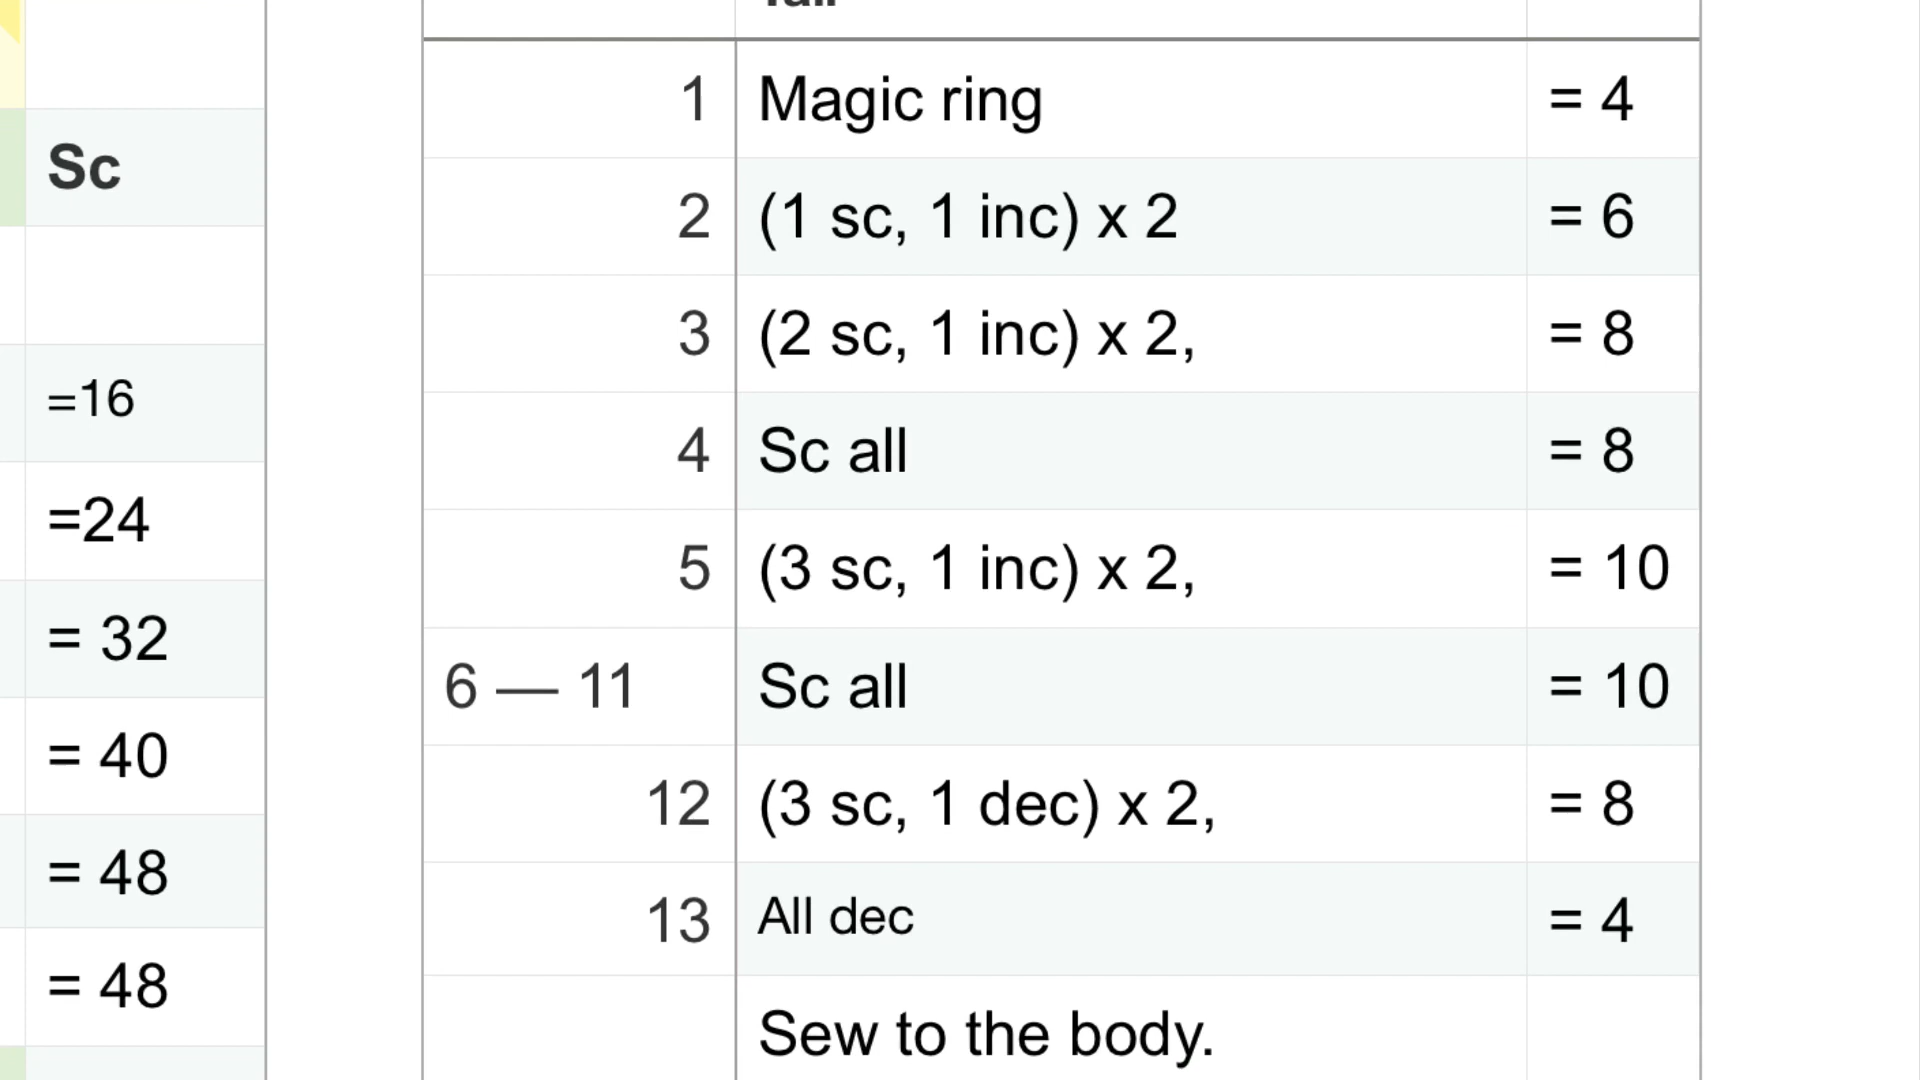 Sc
=16
=24
= 32
= 40
= 48
= 48
1 Magic ring = 4
2 (1 sc, 1 inc) x 2 = 6
3 (2 sc, 1 inc) x 2, = 8
4 Sc all = 8
5 (3 sc, 1 inc) x 2, = 10
6 — 11 Sc all = 10
12 (3 sc, 1 dec) x 2, = 8
13 All dec = 4
Sew to the body.